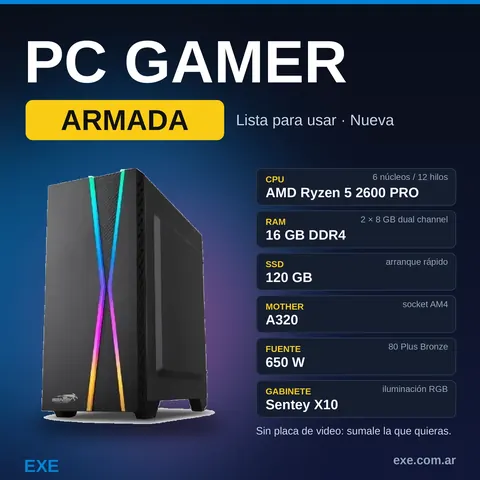 PC GAMER
ARMADA
Lista para usar · Nueva
CPU
6 núcleos / 12 hilos
AMD Ryzen 5 2600 PRO
RAM
2 × 8 GB dual channel
16 GB DDR4
SSD
arranque rápido
120 GB
MOTHER
socket AM4
A320
FUENTE
80 Plus Bronze
650 W
GABINETE
iluminación RGB
Sentey X10
Sin placa de video: sumale la que quieras.
EXE
exe.com.ar